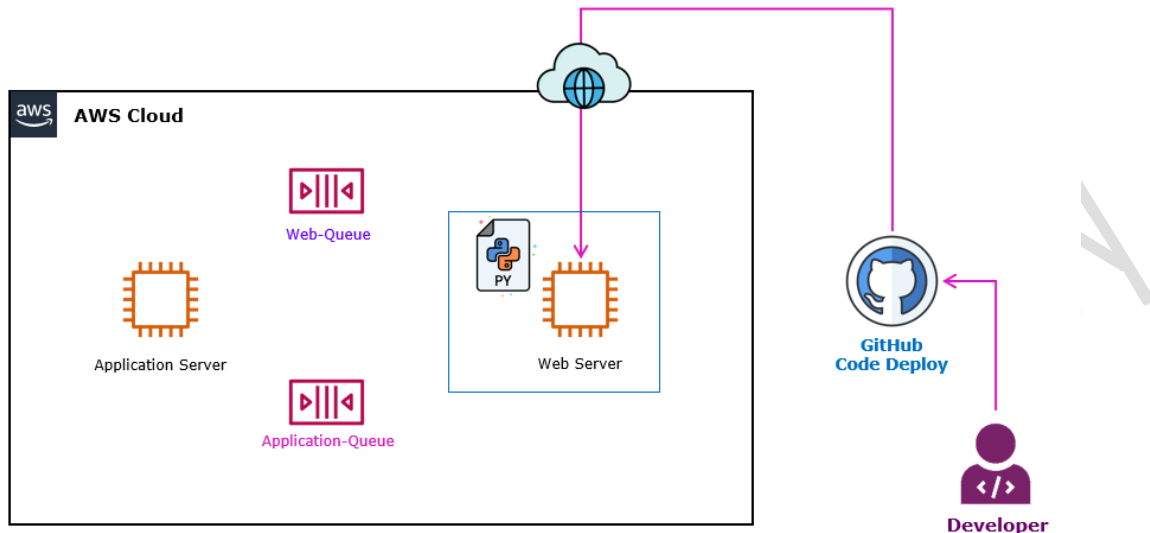 aws
AWS Cloud
Web-Queue
PY
Application Server
Web Server
GitHub
Code Deploy
Application-Queue
</>
Developer